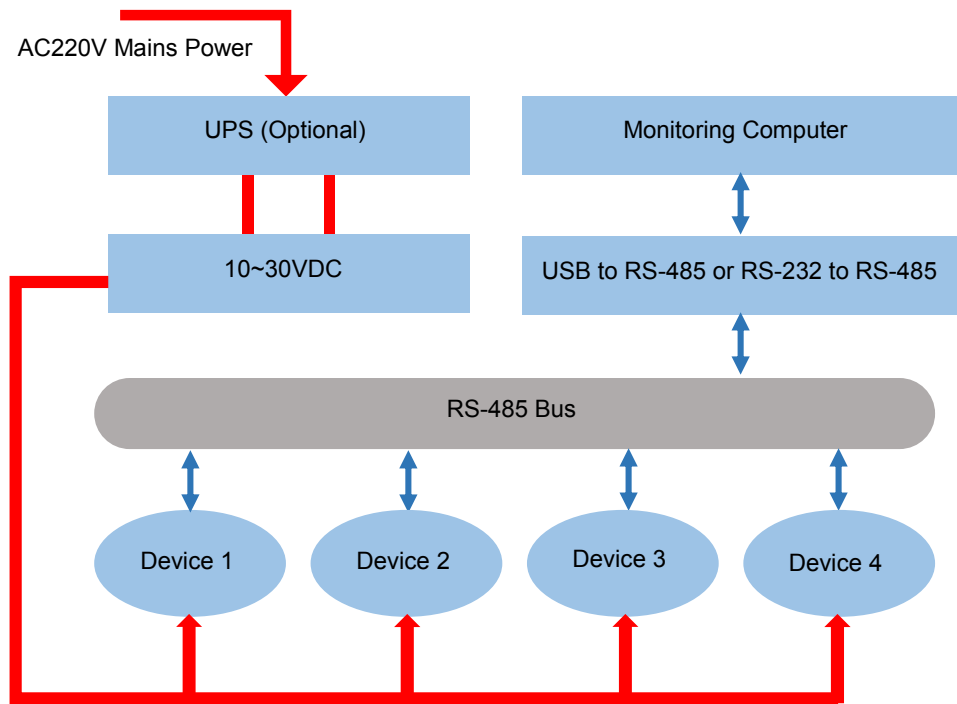 AC220V Mains Power
UPS (Optional)
Monitoring Computer
10~30VDC
USB to RS-485 or RS-232 to RS-485
RS-485 Bus
Device 1
Device 2
Device 3
Device 4